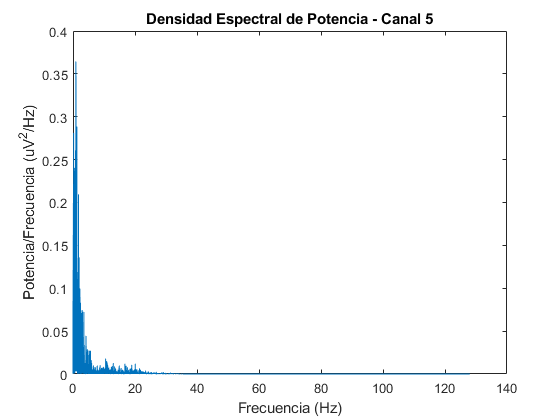 Densidad Espectral de Potencia - Canal 5
Potencia/Frecuencia (uV²/Hz)
0.4
0.35
0.3
0.25
0.2
0.15
0.1
0.05
0
0 20 40 60 80 100 120 140
Frecuencia (Hz)